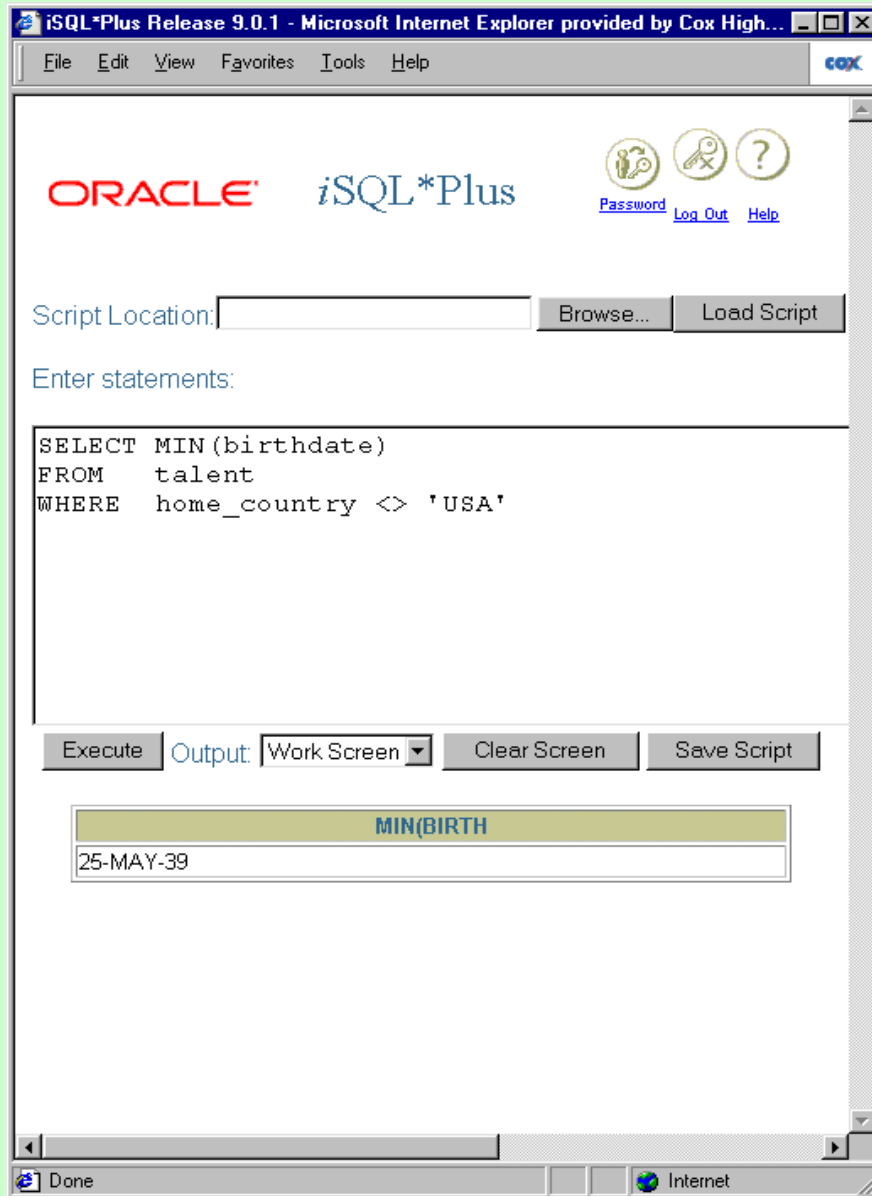 iSQL*Plus Release 9.0.1 - Microsoft Internet Explorer provided by Cox High...
File Edit View Favorites Tools Help
COX
ORACLE'
iSQL*Plus
Password Log Out Help
Script Location: Browse... Load Script
Enter statements:
SELECT MIN(birthdate)
FROM talent
WHERE home_country <> 'USA'
Execute Output: Work Screen Clear Screen Save Script
MIN(BIRTH
25-MAY-39
Done Internet